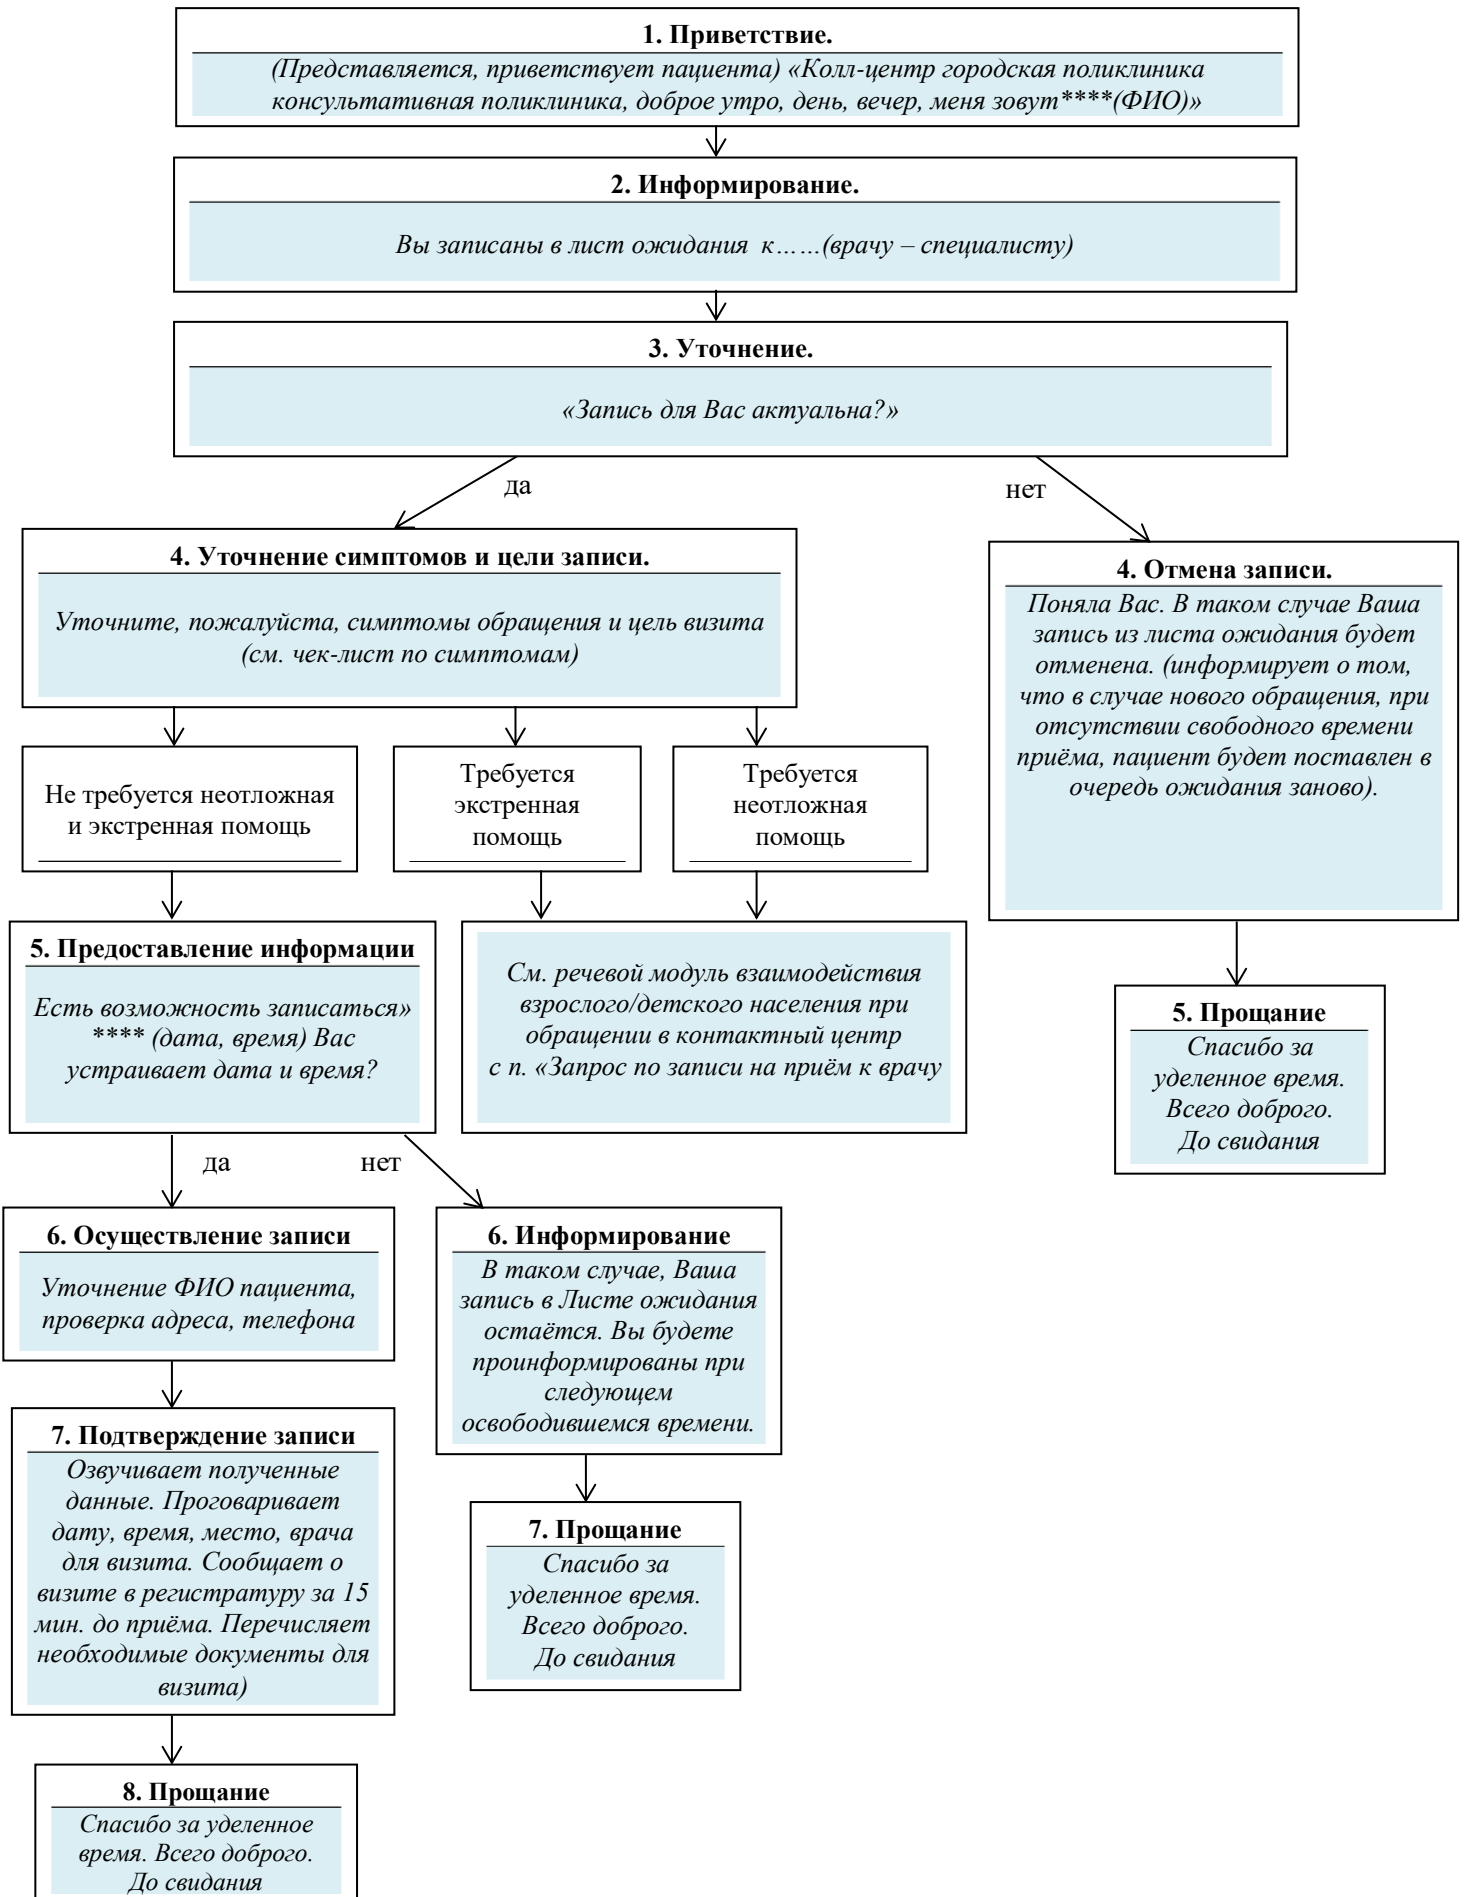 1. Приветствие.
(Представляется, приветствует пациента) «Колл-центр городская поликлиника
консультативная поликлиника, доброе утро, день, вечер, меня зовут****(ФИО)»
2. Информирование.
Вы записаны в лист ожидания к……(врачу – специалисту)
3. Уточнение.
«Запись для Вас актуальна?»
да
нет
4. Уточнение симптомов и цели записи.
Уточните, пожалуйста, симптомы обращения и цель визита
(см. чек-лист по симптомам)
4. Отмена записи.
Поняла Вас. В таком случае Ваша
запись из листа ожидания будет
отменена. (информирует о том,
что в случае нового обращения, при
отсутствии свободного времени
приёма, пациент будет поставлен в
очередь ожидания заново).
Не требуется неотложная
и экстренная помощь
Требуется
экстренная
помощь
Требуется
неотложная
помощь
5. Предоставление информации
Есть возможность записаться»
**** (дата, время) Вас
устраивает дата и время?
См. речевой модуль взаимодействия
взрослого/детского населения при
обращении в контактный центр
с п. «Запрос по записи на приём к врачу
5. Прощание
Спасибо за
уделенное время.
Всего доброго.
До свидания
да
нет
6. Осуществление записи
Уточнение ФИО пациента,
проверка адреса, телефона
6. Информирование
В таком случае, Ваша
запись в Листе ожидания
остаётся. Вы будете
проинформированы при
следующем
освободившемся времени.
7. Подтверждение записи
Озвучивает полученные
данные. Проговаривает
дату, время, место, врача
для визита. Сообщает о
визите в регистратуру за 15
мин. до приёма. Перечисляет
необходимые документы для
визита)
7. Прощание
Спасибо за
уделенное время.
Всего доброго.
До свидания
8. Прощание
Спасибо за уделенное
время. Всего доброго.
До свидания